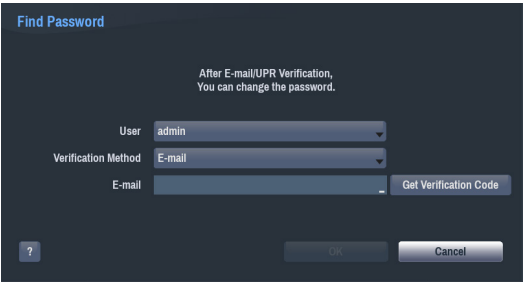 Find Password
After E-mail/UPR Verification,
You can change the password.
User admin
Verification Method E-mail
E-mail _ Get Verification Code
? OK Cancel